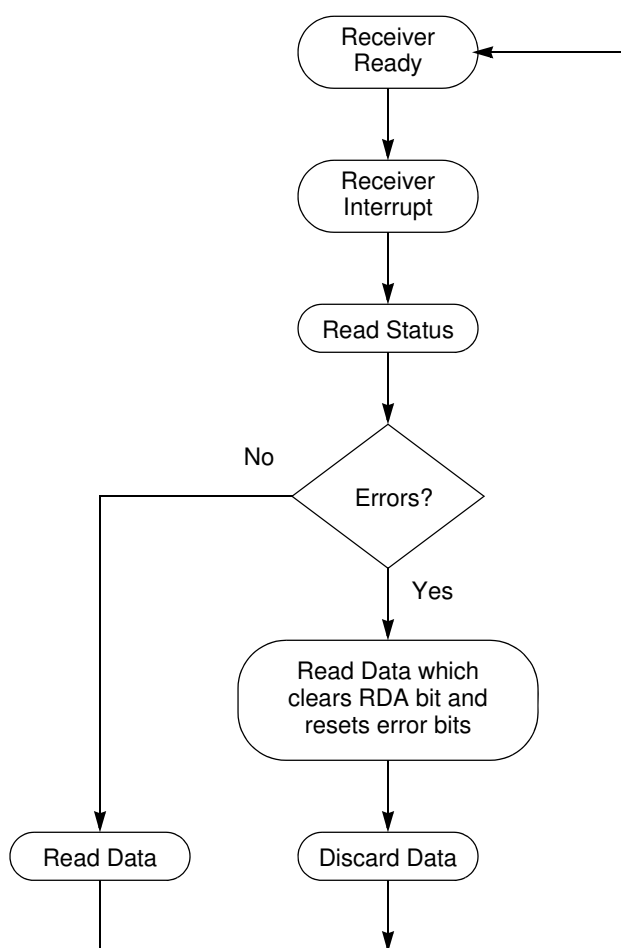 Receiver
Ready
Receiver
Interrupt
Read Status
No
Errors?
Yes
Read Data which
clears RDA bit and
resets error bits
Read Data
Discard Data